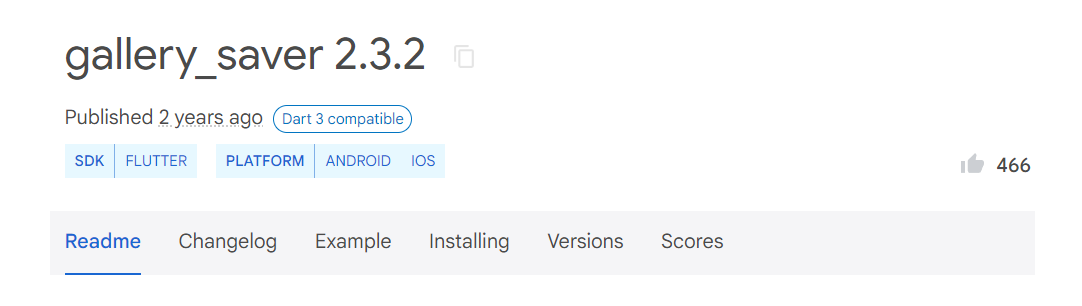 gallery_saver 2.3.2
Published 2 years ago Dart 3 compatible
SDK FLUTTER PLATFORM ANDROID IOS
466
Readme Changelog Example Installing Versions Scores